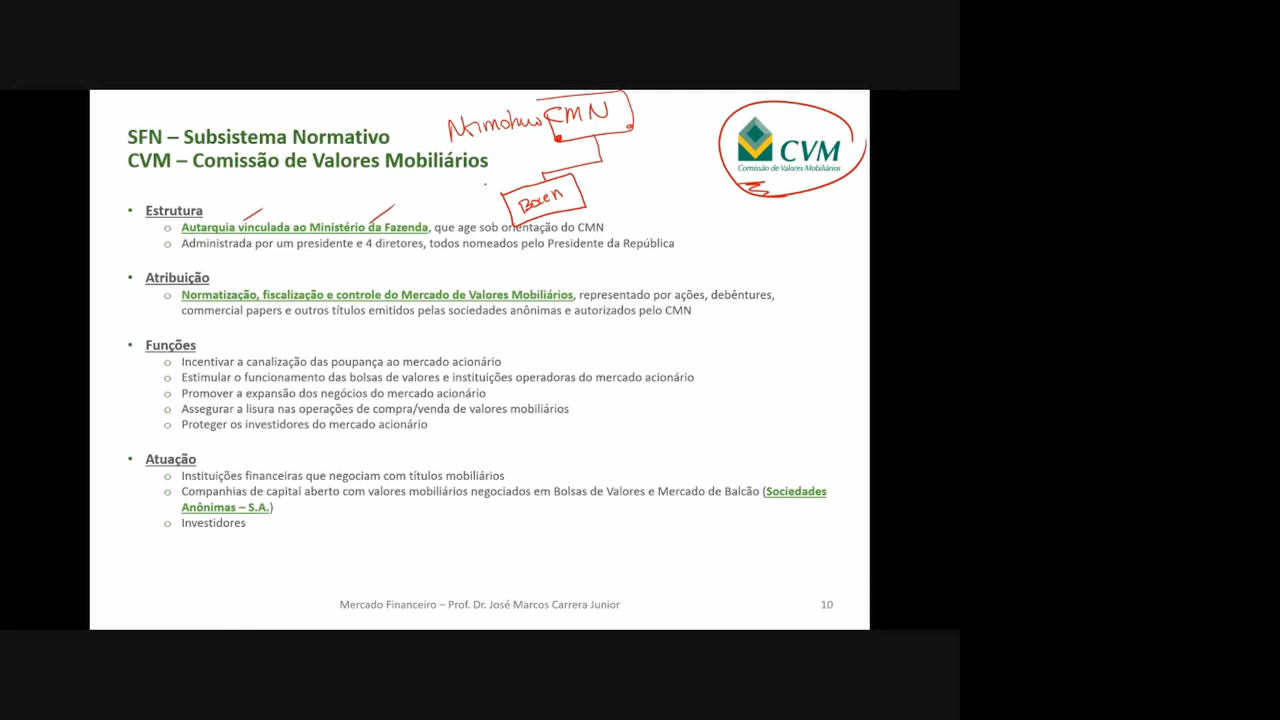 SFN – Subsistema Normativo
CVM – Comissão de Valores Mobiliários
CMN
Bacen
CVM
Comissão de Valores Mobiliários
• Estrutura
o Autarquia vinculada ao Ministério da Fazenda, que age sob orientação do CMN
o Administrada por um presidente e 4 diretores, todos nomeados pelo Presidente da República
• Atribuição
o Normatização, fiscalização e controle do Mercado de Valores Mobiliários, representado por ações, debêntures,
commercial papers e outros títulos emitidos pelas sociedades anônimas e autorizados pelo CMN
• Funções
o Incentivar a canalização das poupança ao mercado acionário
o Estimular o funcionamento das bolsas de valores e instituições operadoras do mercado acionário
o Promover a expansão dos negócios do mercado acionário
o Assegurar a lisura nas operações de compra/venda de valores mobiliários
o Proteger os investidores do mercado acionário
• Atuação
o Instituições financeiras que negociam com títulos mobiliários
o Companhias de capital aberto com valores mobiliários negociados em Bolsas de Valores e Mercado de Balcão (Sociedades
Anônimas – S.A.)
o Investidores
Mercado Financeiro – Prof. Dr. José Marcos Carrera Junior
10